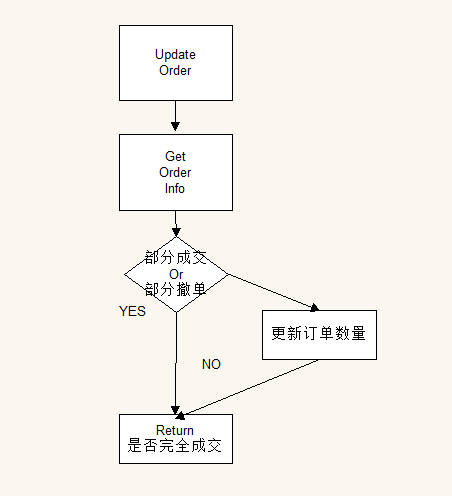 Update
Order
Get
Order
Info
部分成交
Or
部分撤单
YES
更新订单数量
NO
Return
是否完全成交